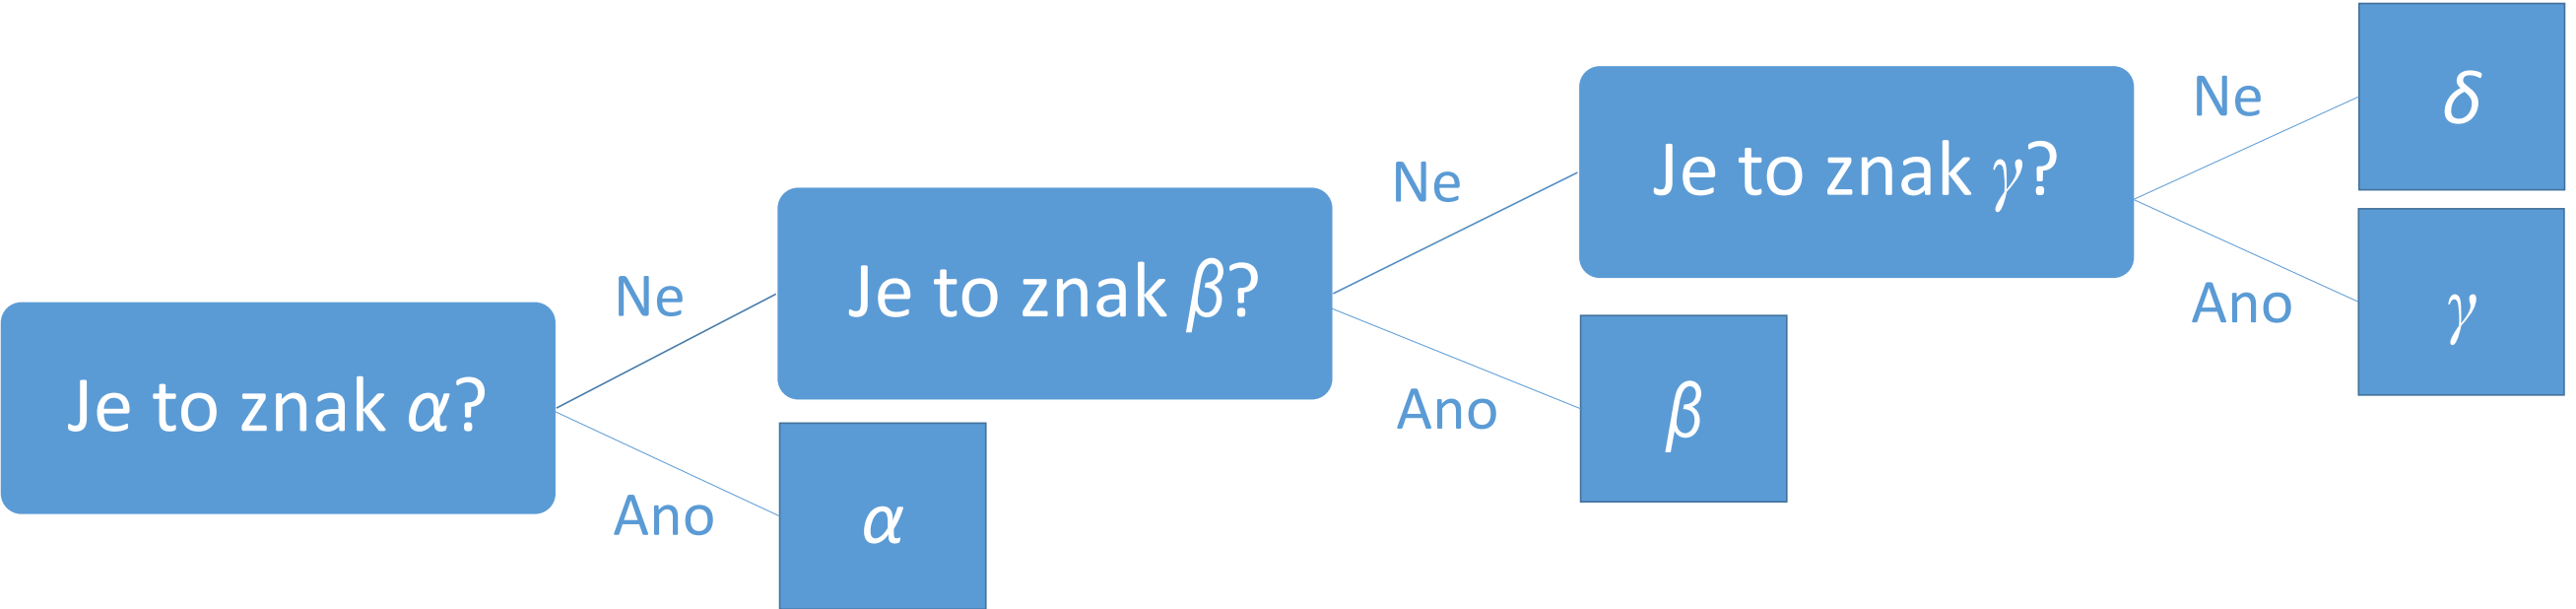 Je to znak α?
Ne
Ano
α
Je to znak β?
Ne
Ano
β
Je to znak γ?
Ne
Ano
δ
γ